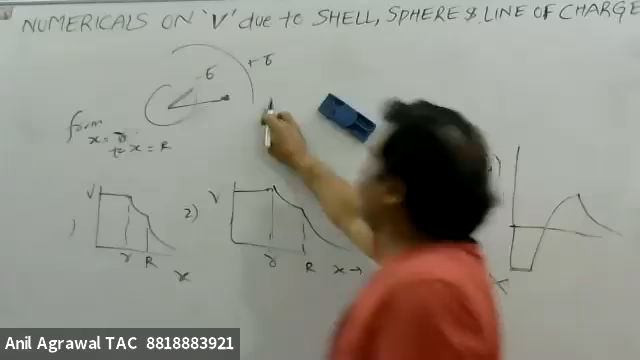 NUMERICALS ON 'V' due to SHELL, SPHERE & LINE OF CHARGE
-σ
+σ
from
x = r
to x = R
V
1)
r
R
x
2)
V
r
R
x →
Anil Agrawal TAC 8818883921